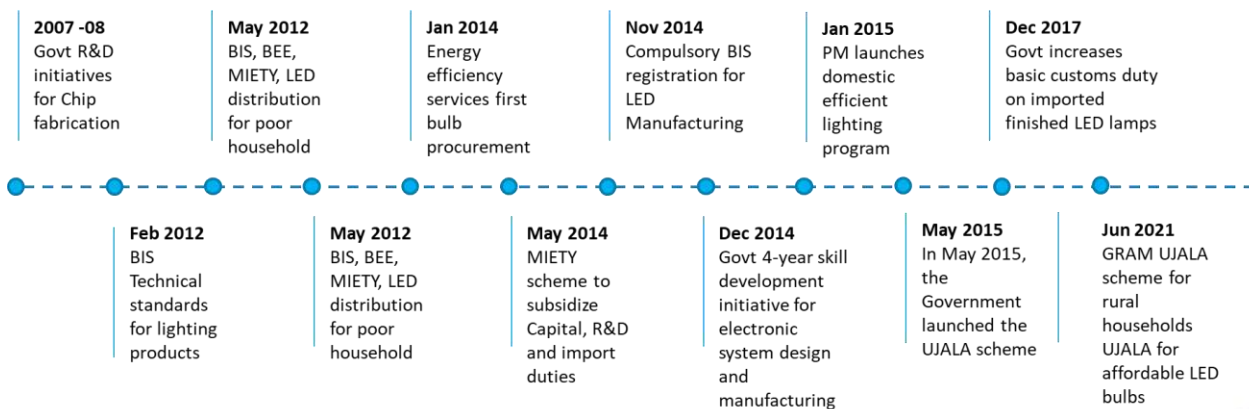 2007 -08
Govt R&D
initiatives
for Chip
fabrication
May 2012
BIS, BEE,
MIETY, LED
distribution
for poor
household
Jan 2014
Energy
efficiency
services first
bulb
procurement
Nov 2014
Compulsory BIS
registration for
LED
Manufacturing
Jan 2015
PM launches
domestic
efficient
lighting
program
Dec 2017
Govt increases
basic customs duty
on imported
finished LED lamps
Feb 2012
BIS
Technical
standards
for lighting
products
May 2012
BIS, BEE,
MIETY, LED
distribution
for poor
household
May 2014
MIETY
scheme to
subsidize
Capital, R&D
and import
duties
Dec 2014
Govt 4-year skill
development
initiative for
electronic
system design
and
manufacturing
May 2015
In May 2015,
the
Government
launched the
UJALA scheme
Jun 2021
GRAM UJALA
scheme for
rural
households
UJALA for
affordable LED
bulbs